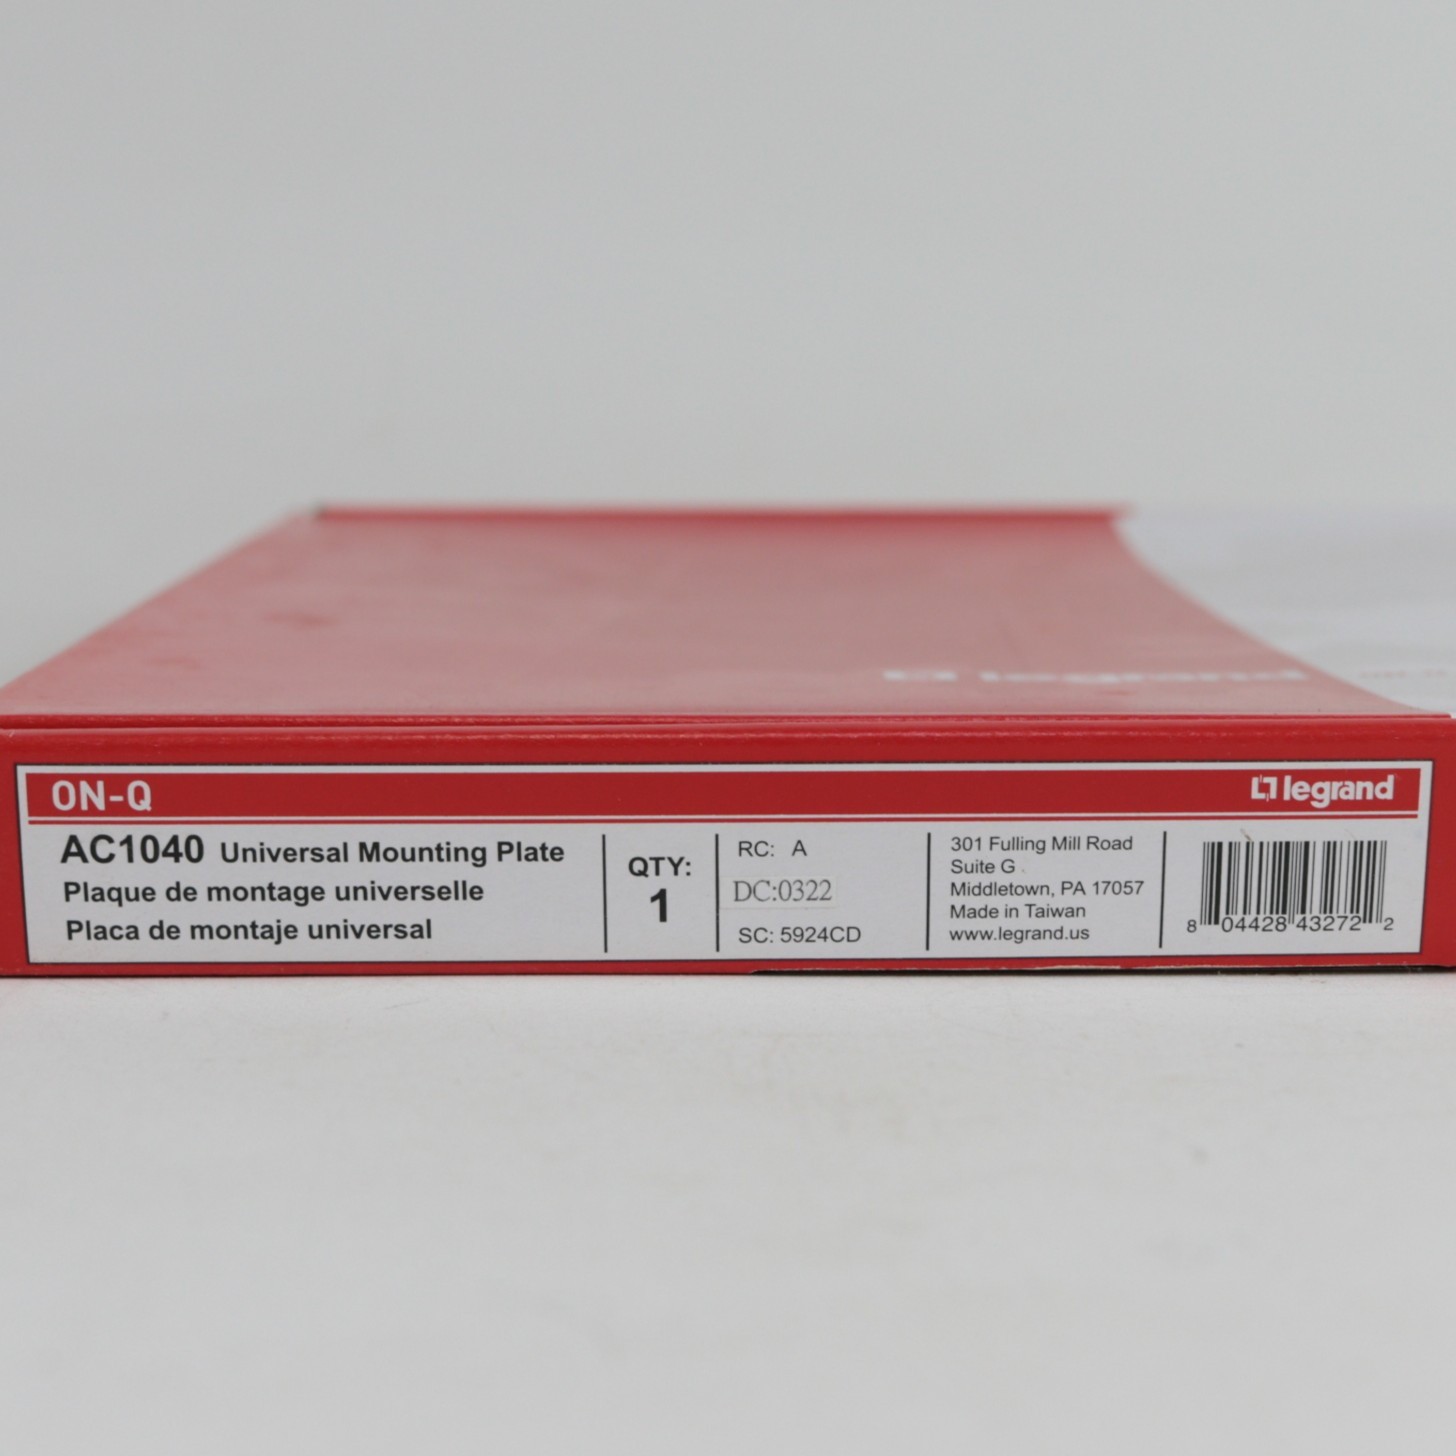 legrand
ON-Q
legrand
AC1040 Universal Mounting Plate
Plaque de montage universelle
Placa de montaje universal
QTY:
1
RC: A
DC:0322
SC: 5924CD
301 Fulling Mill Road
Suite G
Middletown, PA 17057
Made in Taiwan
www.legrand.us
8 04428 43272 2